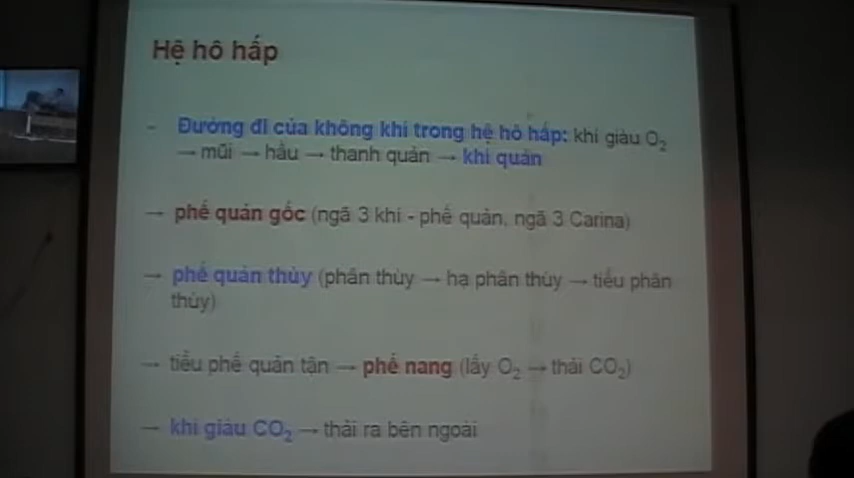 Hệ hô hấp
- Đường đi của không khí trong hệ hô hấp: khí giàu O₂
→ mũi → hầu → thanh quản → khí quản
→ phế quản gốc (ngã 3 khí - phế quản, ngã 3 Carina)
→ phế quản thùy (phân thùy → hạ phân thùy → tiểu phân
thùy)
→ tiểu phế quản tận → phế nang (lấy O₂ → thải CO₂)
→ khí giàu CO₂ → thải ra bên ngoài